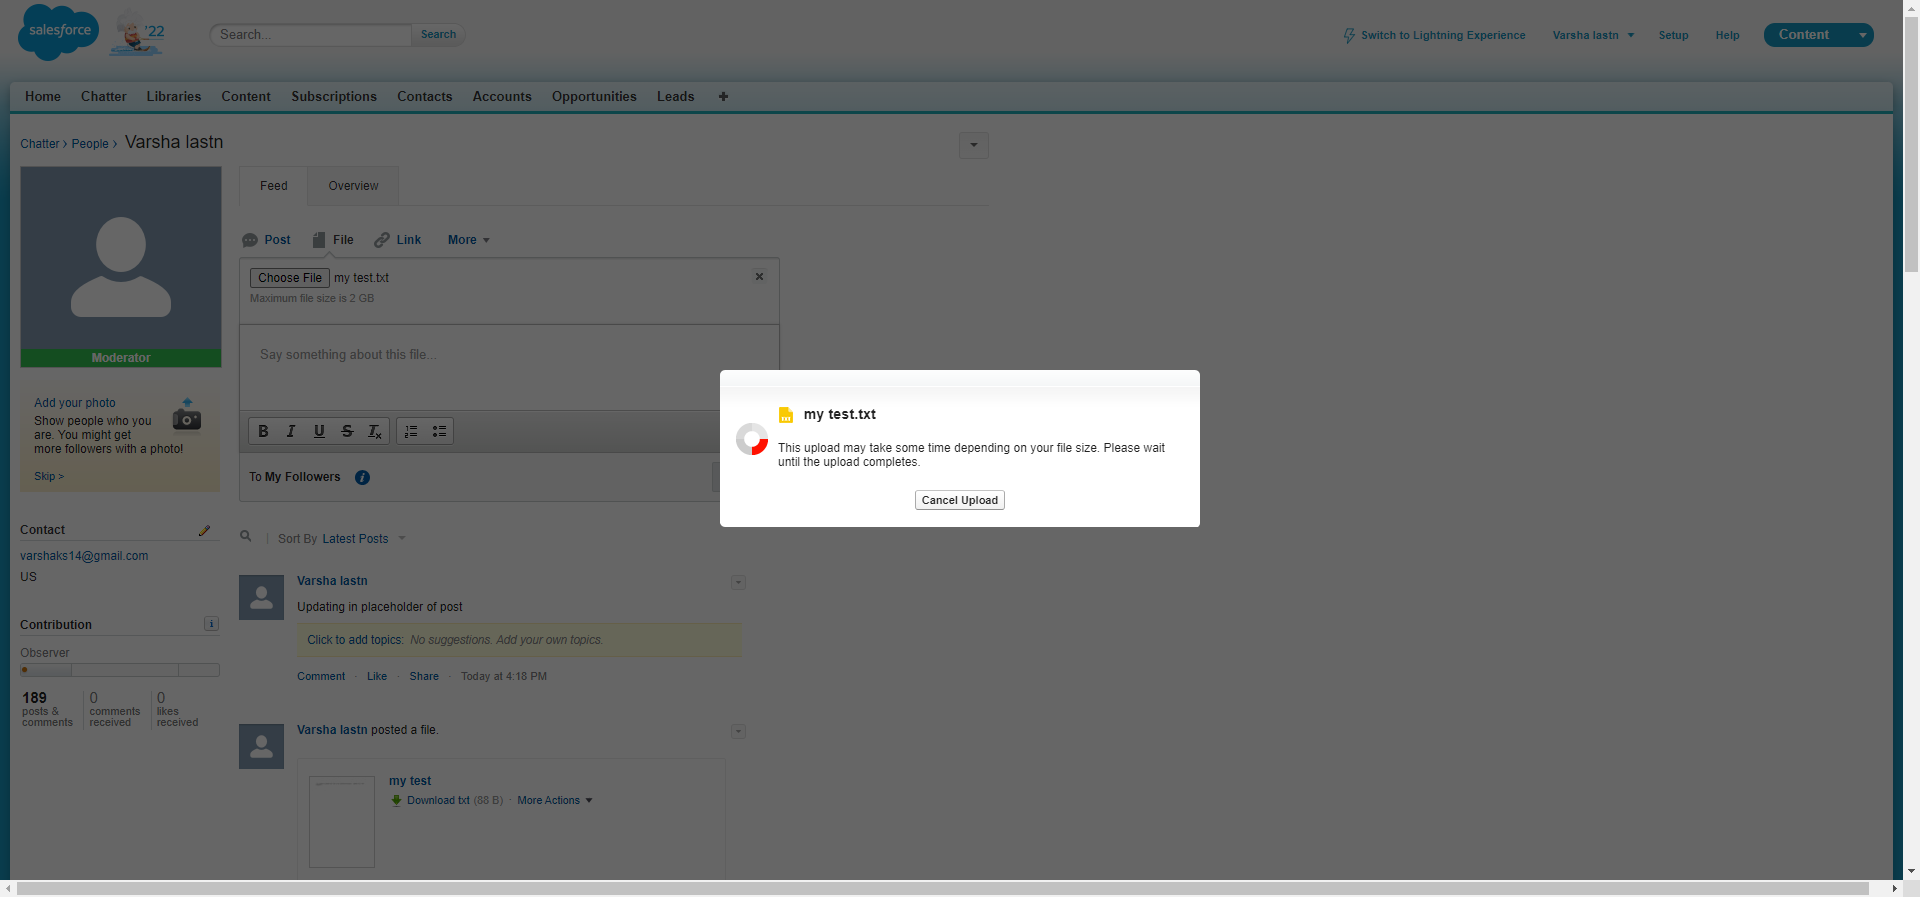 salesforce
'22
Search...
Search
Switch to Lightning Experience
Varsha lastn
Setup
Help
Content
Home
Chatter
Libraries
Content
Subscriptions
Contacts
Accounts
Opportunities
Leads
+
Chatter › People › Varsha lastn
Feed
Overview
Post
File
Link
More
Choose File my test.txt
Maximum file size is 2 GB
Say something about this file...
Moderator
my test.txt
This upload may take some time depending on your file size. Please wait
until the upload completes.
Cancel Upload
Add your photo
Show people who you
are. You might get
more followers with a photo!
Skip >
B I U S Tx
To My Followers
Contact
varshaks14@gmail.com
US
Contribution
Observer
189
posts &
comments
0
comments
received
0
likes
received
Sort By Latest Posts
Varsha lastn
Updating in placeholder of post
Click to add topics: No suggestions. Add your own topics.
Comment · Like · Share · Today at 4:18 PM
Varsha lastn posted a file.
my test
Download txt (88 B) · More Actions